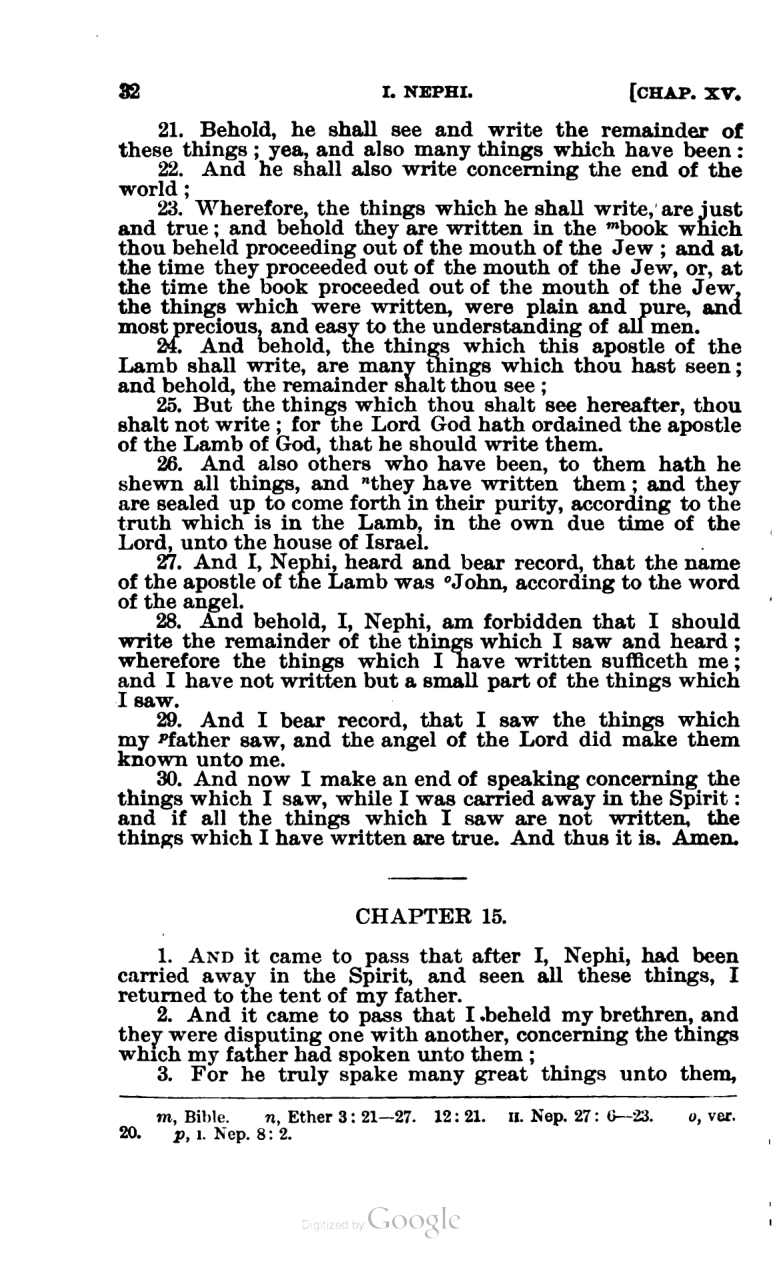 32 I. NEPHI. [CHAP. XV.
21. Behold, he shall see and write the remainder of
these things ; yea, and also many things which have been :
22. And he shall also write concerning the end of the
world ;
23. Wherefore, the things which he shall write, are just
and true ; and behold they are written in the ᵐbook which
thou beheld proceeding out of the mouth of the Jew ; and at
the time they proceeded out of the mouth of the Jew, or, at
the time the book proceeded out of the mouth of the Jew,
the things which were written, were plain and pure, and
most precious, and easy to the understanding of all men.
24. And behold, the things which this apostle of the
Lamb shall write, are many things which thou hast seen ;
and behold, the remainder shalt thou see ;
25. But the things which thou shalt see hereafter, thou
shalt not write ; for the Lord God hath ordained the apostle
of the Lamb of God, that he should write them.
26. And also others who have been, to them hath he
shewn all things, and ⁿthey have written them ; and they
are sealed up to come forth in their purity, according to the
truth which is in the Lamb, in the own due time of the
Lord, unto the house of Israel.
27. And I, Nephi, heard and bear record, that the name
of the apostle of the Lamb was ᵒJohn, according to the word
of the angel.
28. And behold, I, Nephi, am forbidden that I should
write the remainder of the things which I saw and heard ;
wherefore the things which I have written sufficeth me ;
and I have not written but a small part of the things which
I saw.
29. And I bear record, that I saw the things which
my ᵖfather saw, and the angel of the Lord did make them
known unto me.
30. And now I make an end of speaking concerning the
things which I saw, while I was carried away in the Spirit :
and if all the things which I saw are not written, the
things which I have written are true. And thus it is. Amen.
CHAPTER 15.
1. AND it came to pass that after I, Nephi, had been
carried away in the Spirit, and seen all these things, I
returned to the tent of my father.
2. And it came to pass that I beheld my brethren, and
they were disputing one with another, concerning the things
which my father had spoken unto them ;
3. For he truly spake many great things unto them,
m, Bible. n, Ether 3: 21—27. 12: 21. II. Nep. 27: 6—23. o, ver.
20. p, I. Nep. 8: 2.
Digitized by Google